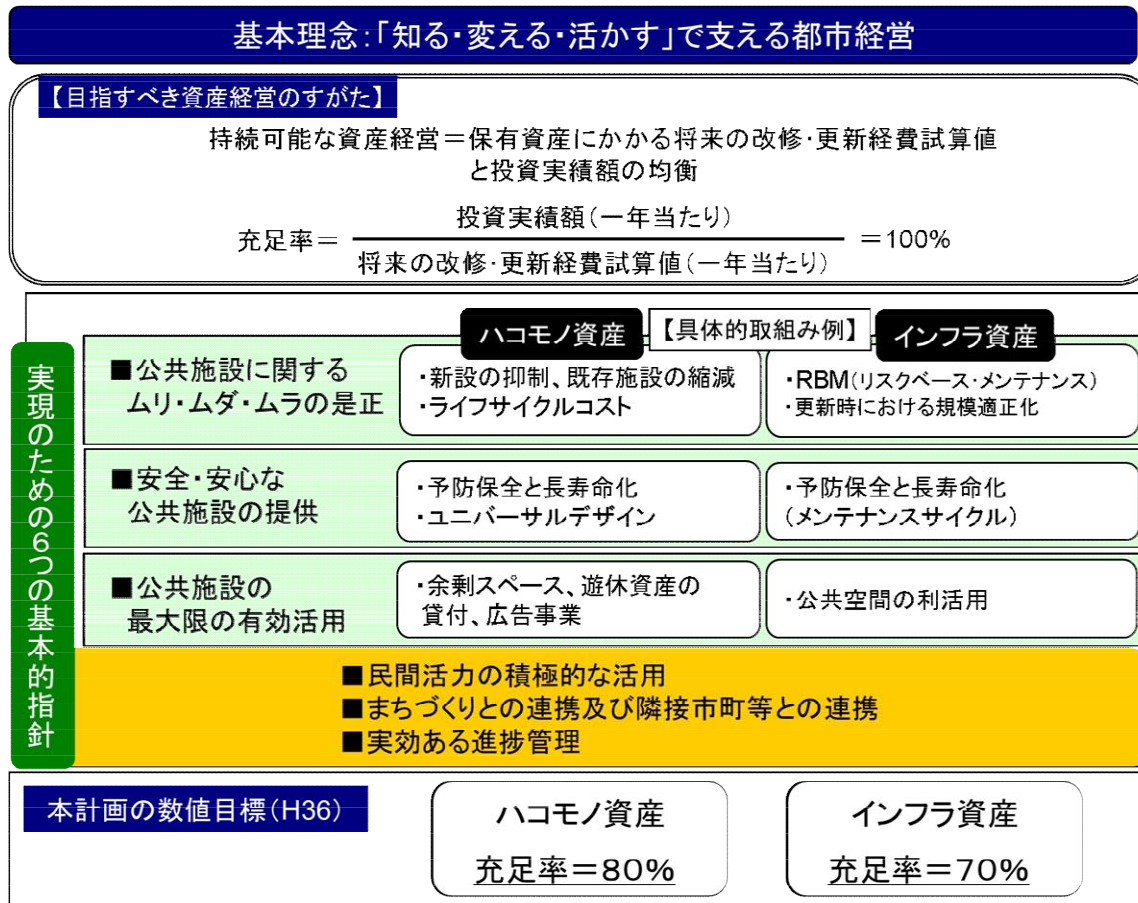 基本理念:「知る・変える・活かす」で支える都市経営
【目指すべき資産経営のすがた】
持続可能な資産経営＝保有資産にかかる将来の改修・更新経費試算値
と投資実績額の均衡
充足率＝
投資実績額(一年当たり)
将来の改修・更新経費試算値(一年当たり)
＝100%
実現のための6つの基本的指針
ハコモノ資産
【具体的取組み例】
インフラ資産
■公共施設に関する
ムリ・ムダ・ムラの是正
・新設の抑制、既存施設の縮減
・ライフサイクルコスト
・RBM(リスクベース・メンテナンス)
・更新時における規模適正化
■安全・安心な
公共施設の提供
・予防保全と長寿命化
・ユニバーサルデザイン
・予防保全と長寿命化
(メンテナンスサイクル)
■公共施設の
最大限の有効活用
・余剰スペース、遊休資産の
貸付、広告事業
・公共空間の利活用
■民間活力の積極的な活用
■まちづくりとの連携及び隣接市町等との連携
■実効ある進捗管理
本計画の数値目標(H36)
ハコモノ資産
充足率＝80%
インフラ資産
充足率＝70%